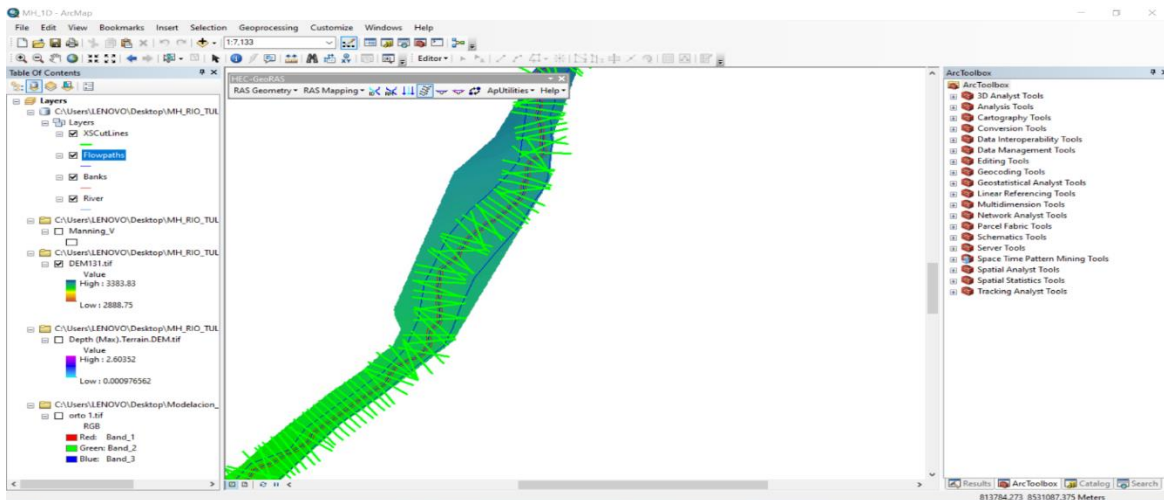 MH_1D - ArcMap
File Edit View Bookmarks Insert Selection Geoprocessing Customize Windows Help
1:7,133
Editor
Table Of Contents
Layers
C:\Users\LENOVO\Desktop\MH_RIO_TUL
Layers
XSCutLines
Flowpaths
Banks
River
C:\Users\LENOVO\Desktop\MH_RIO_TUL
Manning_V
C:\Users\LENOVO\Desktop\MH_RIO_TUL
DEM131.tif
Value
High : 3383.83
Low : 2888.75
C:\Users\LENOVO\Desktop\MH_RIO_TUL
Depth (Max).Terrain.DEM.tif
Value
High : 2.60352
Low : 0.000976562
C:\Users\LENOVO\Desktop\Modelacion_
orto 1.tif
RGB
Red: Band_1
Green: Band_2
Blue: Band_3
HEC-GeoRAS
RAS Geometry RAS Mapping ApUtilities Help
ArcToolbox
ArcToolbox
3D Analyst Tools
Analysis Tools
Cartography Tools
Conversion Tools
Data Interoperability Tools
Data Management Tools
Editing Tools
Geocoding Tools
Geostatistical Analyst Tools
Linear Referencing Tools
Multidimension Tools
Network Analyst Tools
Parcel Fabric Tools
Schematics Tools
Server Tools
Space Time Pattern Mining Tools
Spatial Analyst Tools
Spatial Statistics Tools
Tracking Analyst Tools
Results ArcToolbox Catalog Search
813784.273 8531087.375 Meters